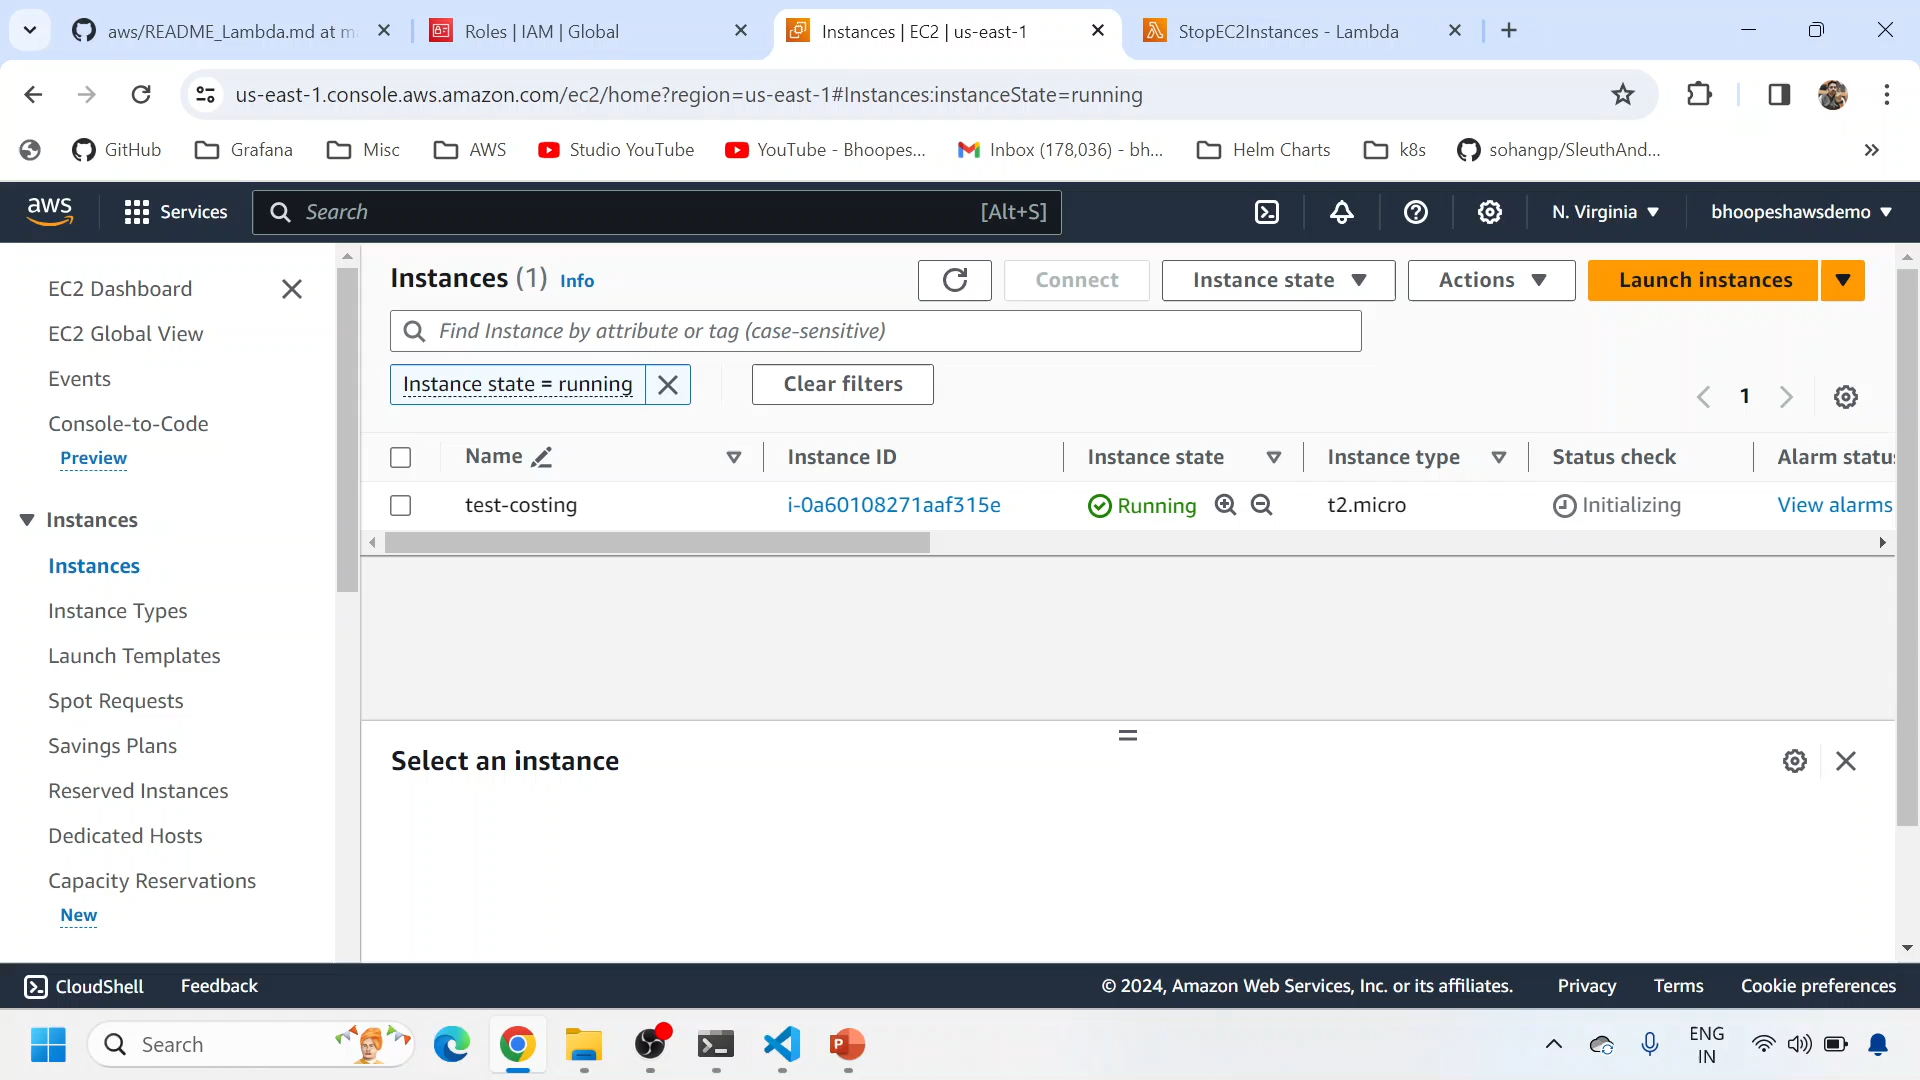 aws/README_Lambda.md at m
Roles | IAM | Global
Instances | EC2 | us-east-1
StopEC2Instances - Lambda
us-east-1.console.aws.amazon.com/ec2/home?region=us-east-1#Instances:instanceState=running
GitHub
Grafana
Misc
AWS
Studio YouTube
YouTube - Bhoopes...
Inbox (178,036) - bh...
Helm Charts
k8s
sohangp/SleuthAnd...
aws
Services
Search
[Alt+S]
N. Virginia
bhoopeshawsdemo
EC2 Dashboard
EC2 Global View
Events
Console-to-Code
Preview
Instances
Instances
Instance Types
Launch Templates
Spot Requests
Savings Plans
Reserved Instances
Dedicated Hosts
Capacity Reservations
New
Instances (1) Info
Connect
Instance state
Actions
Launch instances
Find Instance by attribute or tag (case-sensitive)
Instance state = running
Clear filters
1
Name Instance ID Instance state Instance type Status check Alarm statu
test-costing i-0a60108271aaf315e Running t2.micro Initializing View alarms
Select an instance
CloudShell
Feedback
© 2024, Amazon Web Services, Inc. or its affiliates.
Privacy
Terms
Cookie preferences
Search
ENG
IN